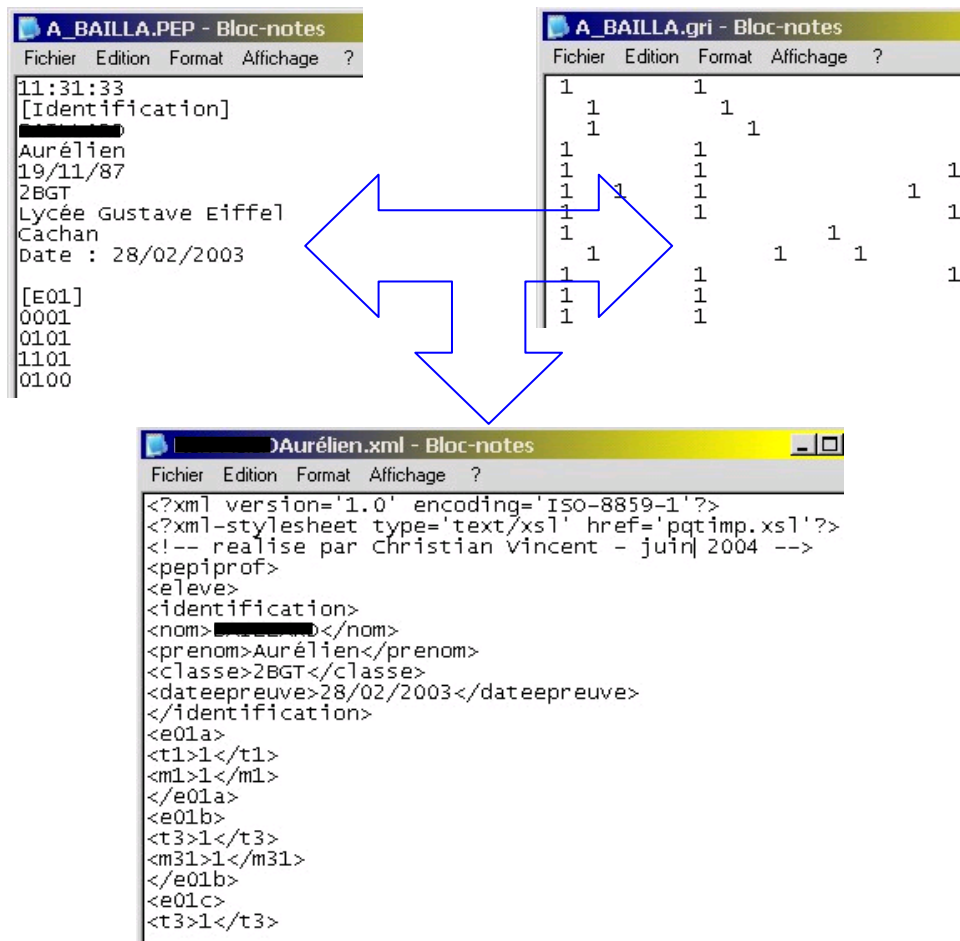 A_BAILLA.PEP - Bloc-notes
Fichier Edition Format Affichage ?
11:31:33
[Identification]
Aurélien
19/11/87
2BGT
Lycée Gustave Eiffel
Cachan
Date : 28/02/2003
[E01]
0001
0101
1101
0100
A_BAILLA.gri - Bloc-notes
Fichier Edition Format Affichage ?
1 1
1 1
1 1
1 1
1 1 1
1 1 1 1
1 1 1
1 1
1 1 1
1 1 1
1 1
1 1
Aurélien.xml - Bloc-notes
Fichier Edition Format Affichage ?
<?xml version='1.0' encoding='ISO-8859-1'?>
<?xml-stylesheet type='text/xsl' href='pqtimp.xsl'?>
<!-- realise par Christian Vincent - juin 2004 -->
<pepiprof>
<eleve>
<identification>
<nom></nom>
<prenom>Aurélien</prenom>
<classe>2BGT</classe>
<dateepreuve>28/02/2003</dateepreuve>
</identification>
<e01a>
<t1>1</t1>
<m1>1</m1>
</e01a>
<e01b>
<t3>1</t3>
<m31>1</m31>
</e01b>
<e01c>
<t3>1</t3>